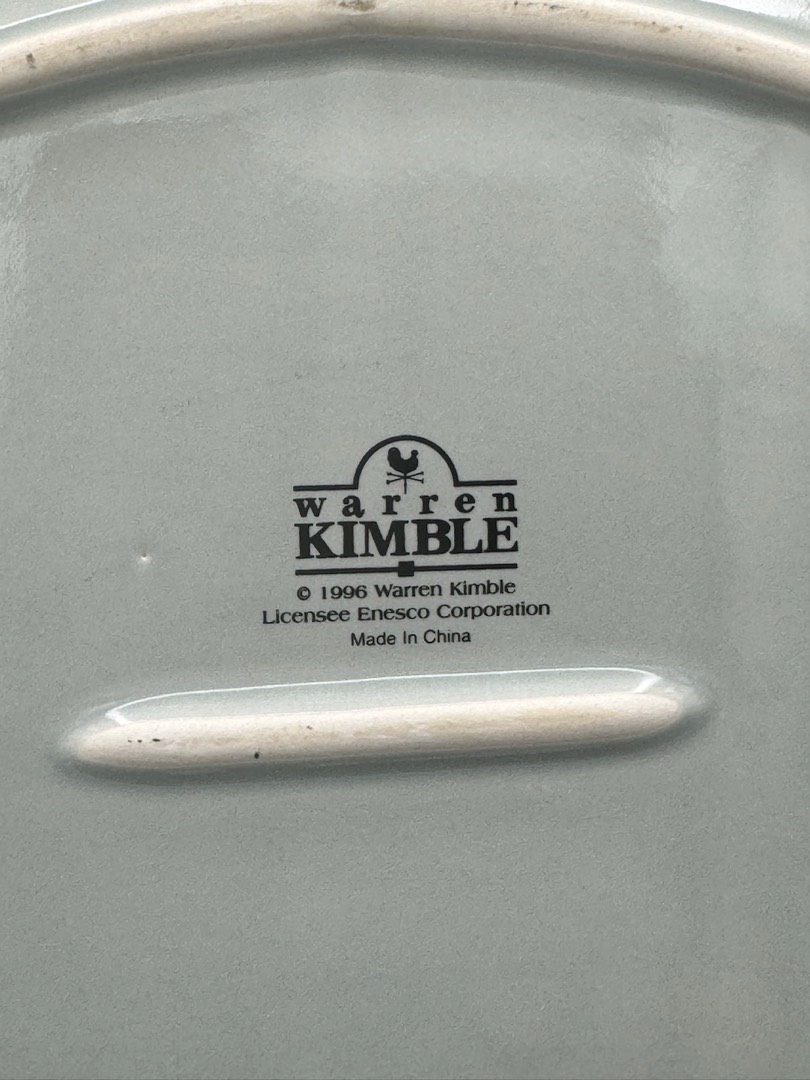 warren
KIMBLE
© 1996 Warren Kimble
Licensee Enesco Corporation
Made In China